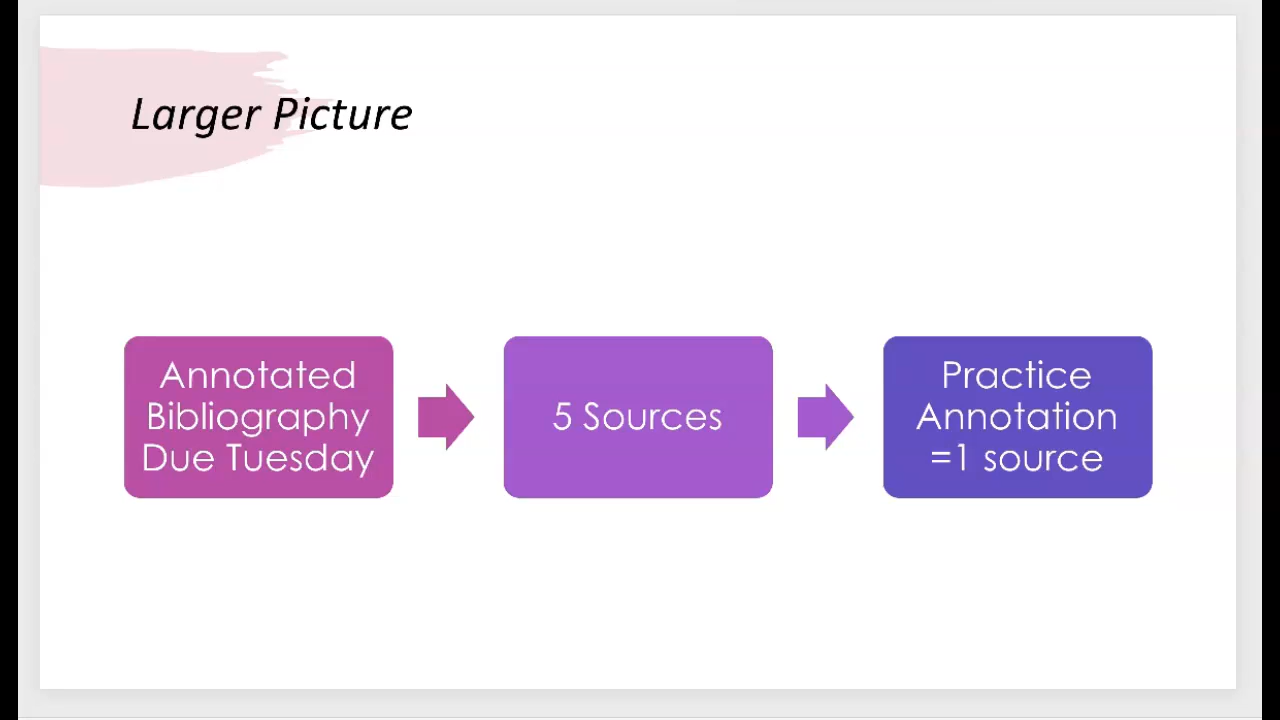 Larger Picture
Annotated
Bibliography
Due Tuesday
5 Sources
Practice
Annotation
=1 source